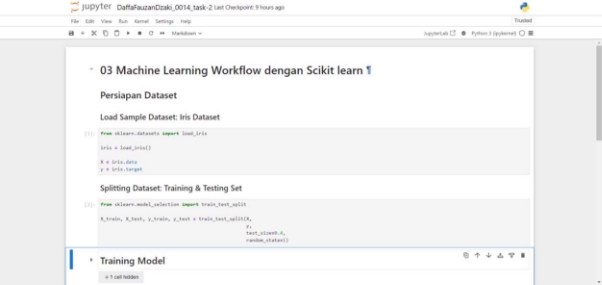 jupyter DaffaFauzanDzaki_0014_task-2 Last Checkpoint: 9 hours ago
File Edit View Run Kernel Settings Help
Trusted
Markdown
JupyterLab Python 3 (ipykernel)
03 Machine Learning Workflow dengan Scikit learn ¶
Persiapan Dataset
Load Sample Dataset: Iris Dataset
from sklearn.datasets import load_iris
iris = load_iris()
X = iris.data
y = iris.target
Splitting Dataset: Training & Testing Set
from sklearn.model_selection import train_test_split
X_train, X_test, y_train, y_test = train_test_split(X,
y,
test_size=0.4,
random_state=1)
Training Model
+ 1 cell hidden